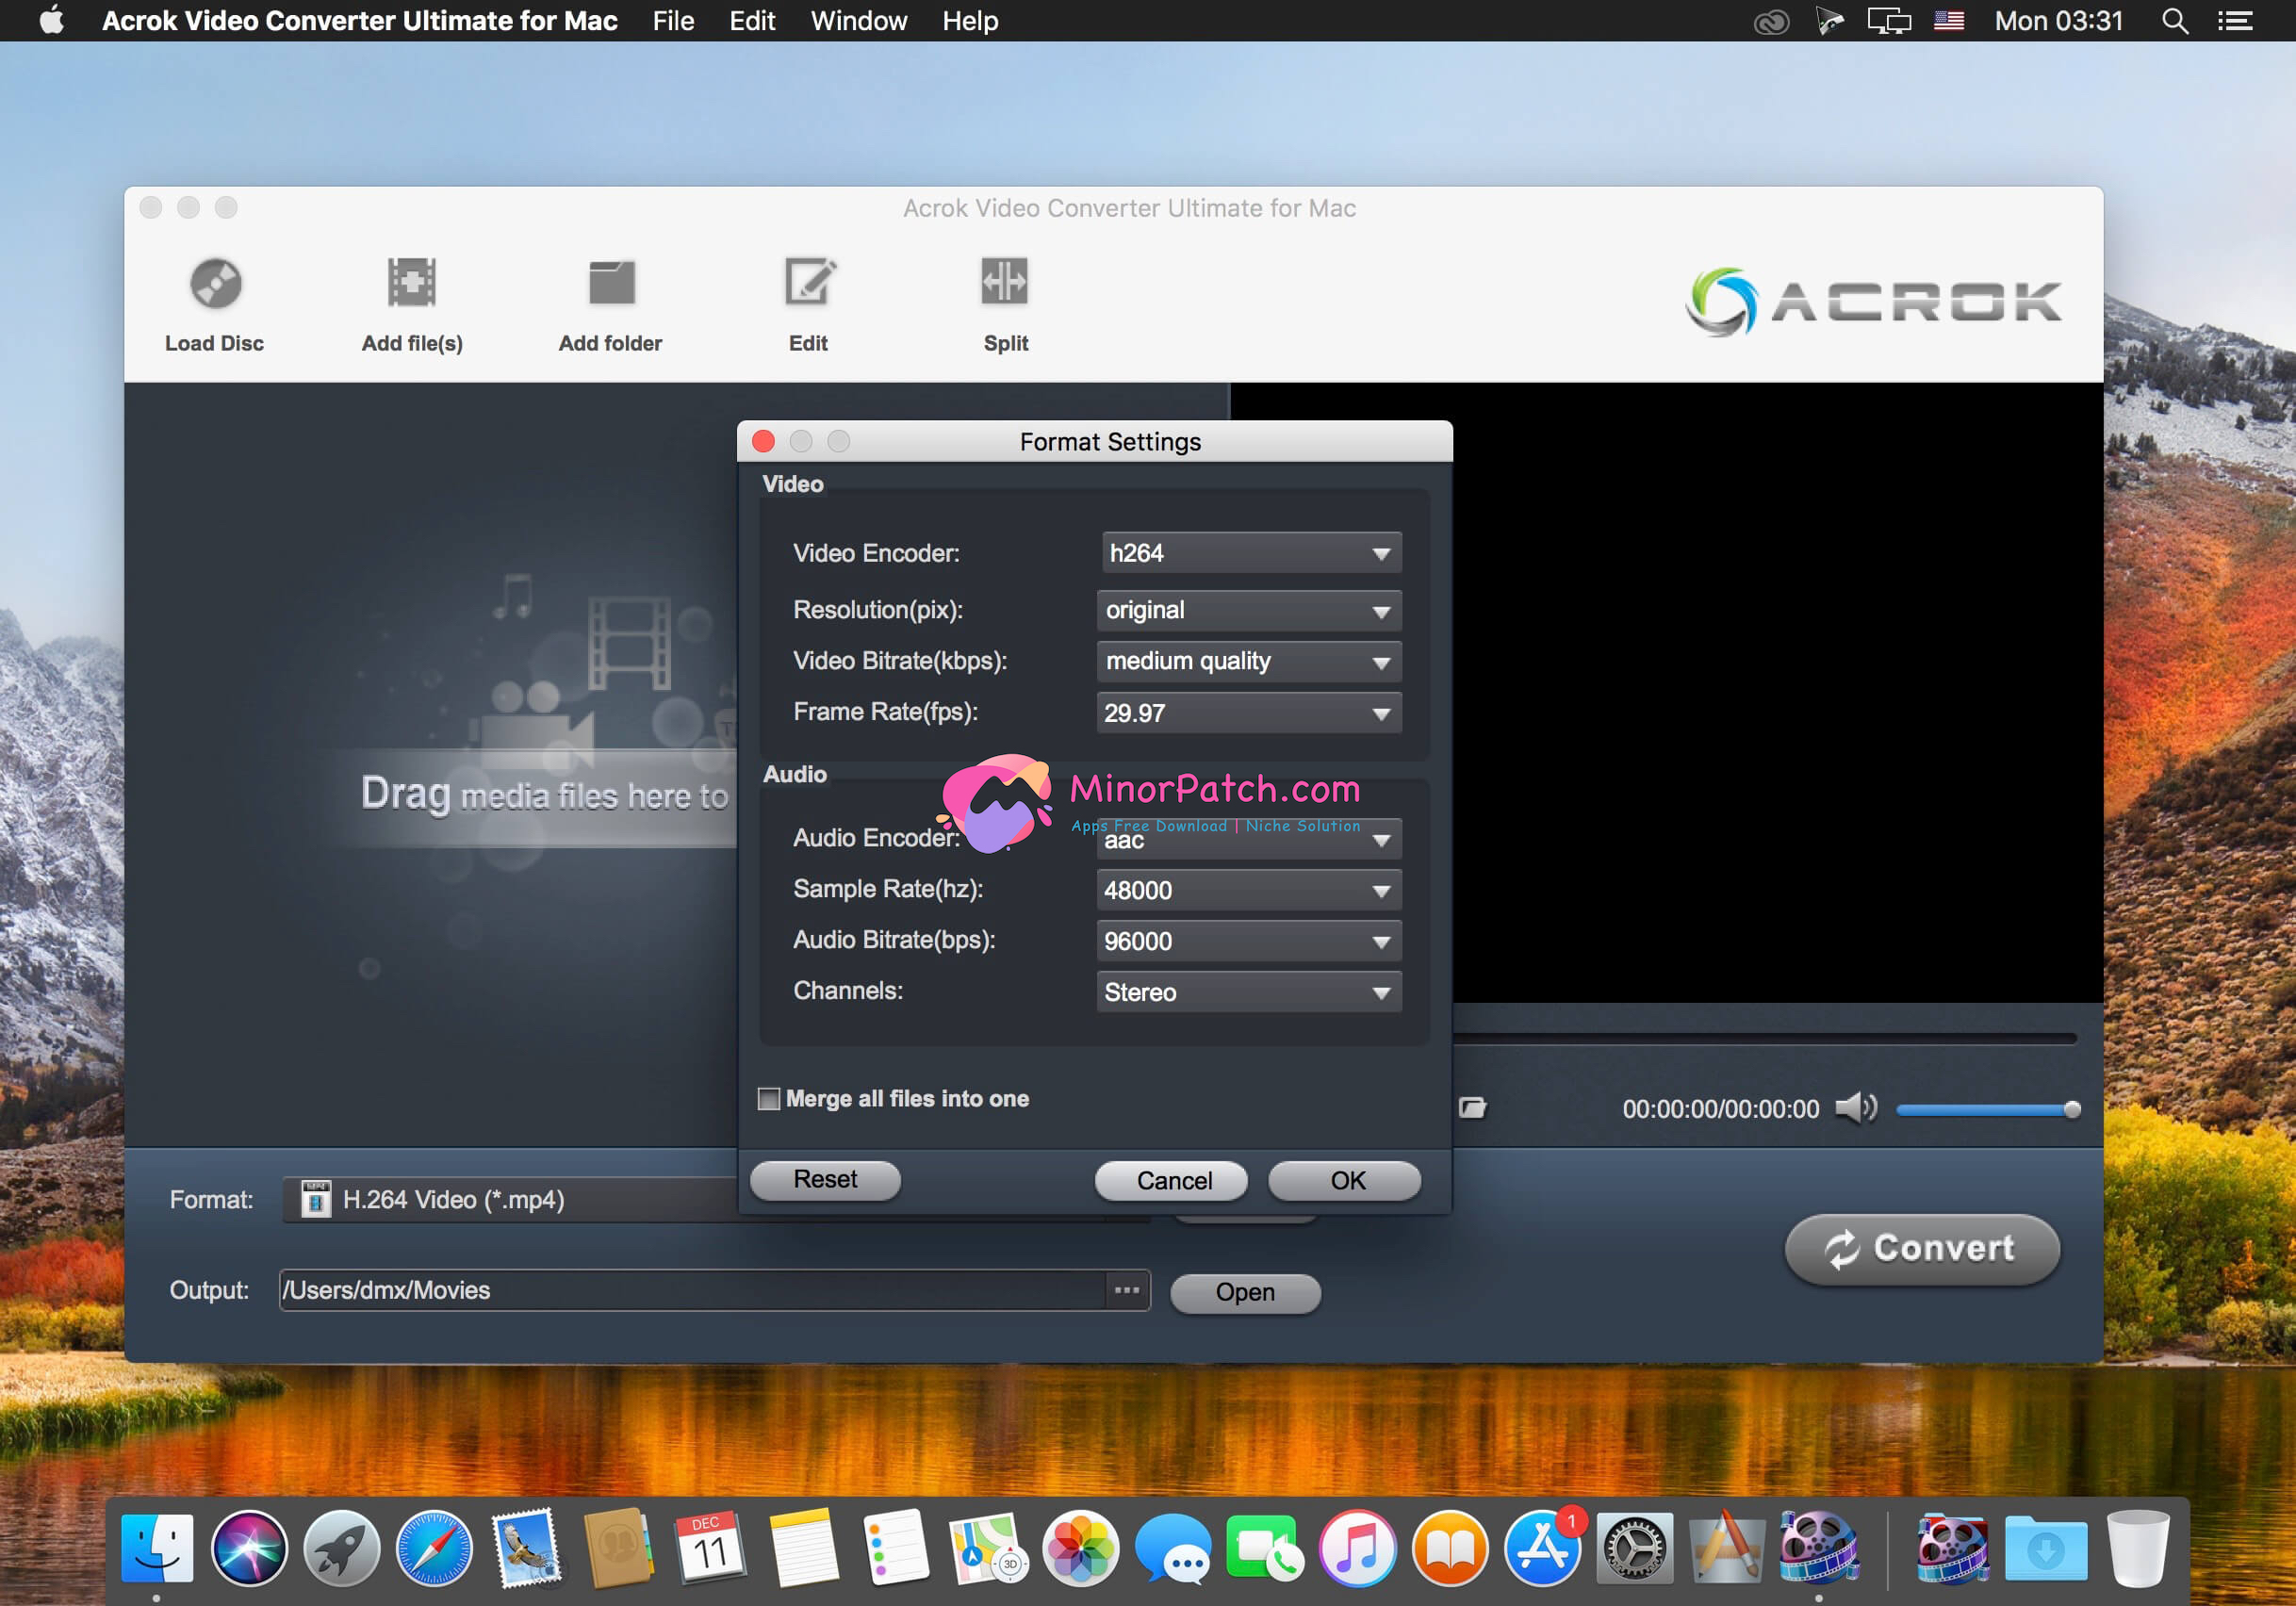 Acrok Video Converter Ultimate for Mac File Edit Window Help Mon 03:31
Acrok Video Converter Ultimate for Mac
Load Disc Add file(s) Add folder Edit Split
ACROK
Format Settings
Video
Video Encoder: h264
Resolution(pix): original
Video Bitrate(kbps): medium quality
Frame Rate(fps): 29.97
Drag media files here to
Audio
MinorPatch.com
Apps Free Download | Niche Solution
Audio Encoder: aac
Sample Rate(hz): 48000
Audio Bitrate(bps): 96000
Channels: Stereo
Merge all files into one
00:00:00/00:00:00
Reset Cancel OK
Format: H.264 Video (*.mp4)
Convert
Output: /Users/dmx/Movies ... Open
DEC
11
3D
1